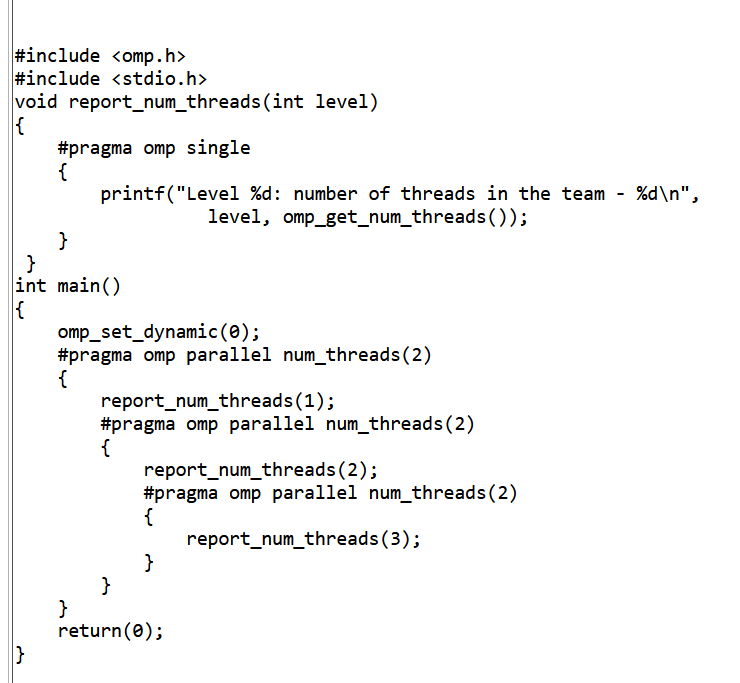 #include <omp.h>
#include <stdio.h>
void report_num_threads(int level)
{
    #pragma omp single
    {
        printf("Level %d: number of threads in the team - %d\n",
                  level, omp_get_num_threads());
    }
 }
int main()
{
    omp_set_dynamic(0);
    #pragma omp parallel num_threads(2)
    {
        report_num_threads(1);
        #pragma omp parallel num_threads(2)
        {
            report_num_threads(2);
            #pragma omp parallel num_threads(2)
            {
                report_num_threads(3);
            }
        }
    }
    return(0);
}